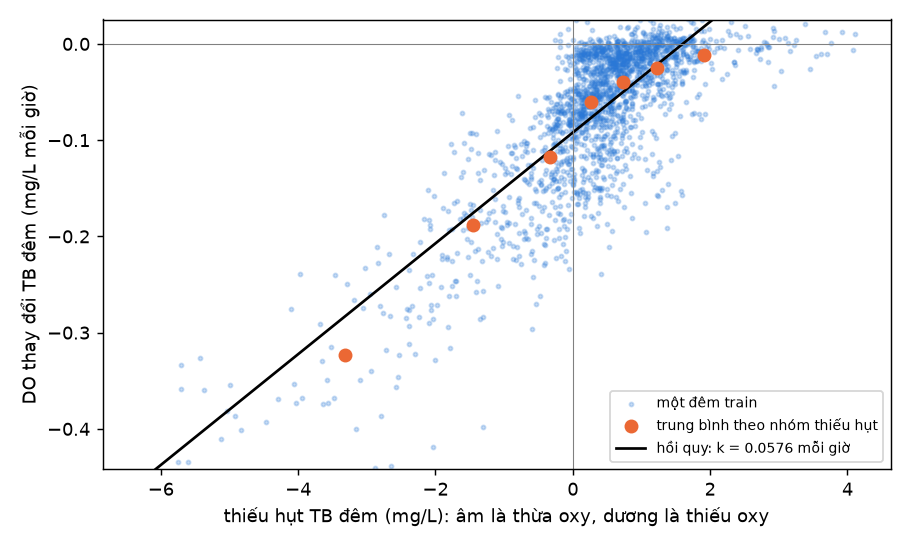 0.0
−0.1
−0.2
−0.3
−0.4
DO thay đổi TB đêm (mg/L mỗi giờ)
một đêm train
trung bình theo nhóm thiếu hụt
hồi quy: k = 0.0576 mỗi giờ
−6 −4 −2 0 2 4
thiếu hụt TB đêm (mg/L): âm là thừa oxy, dương là thiếu oxy